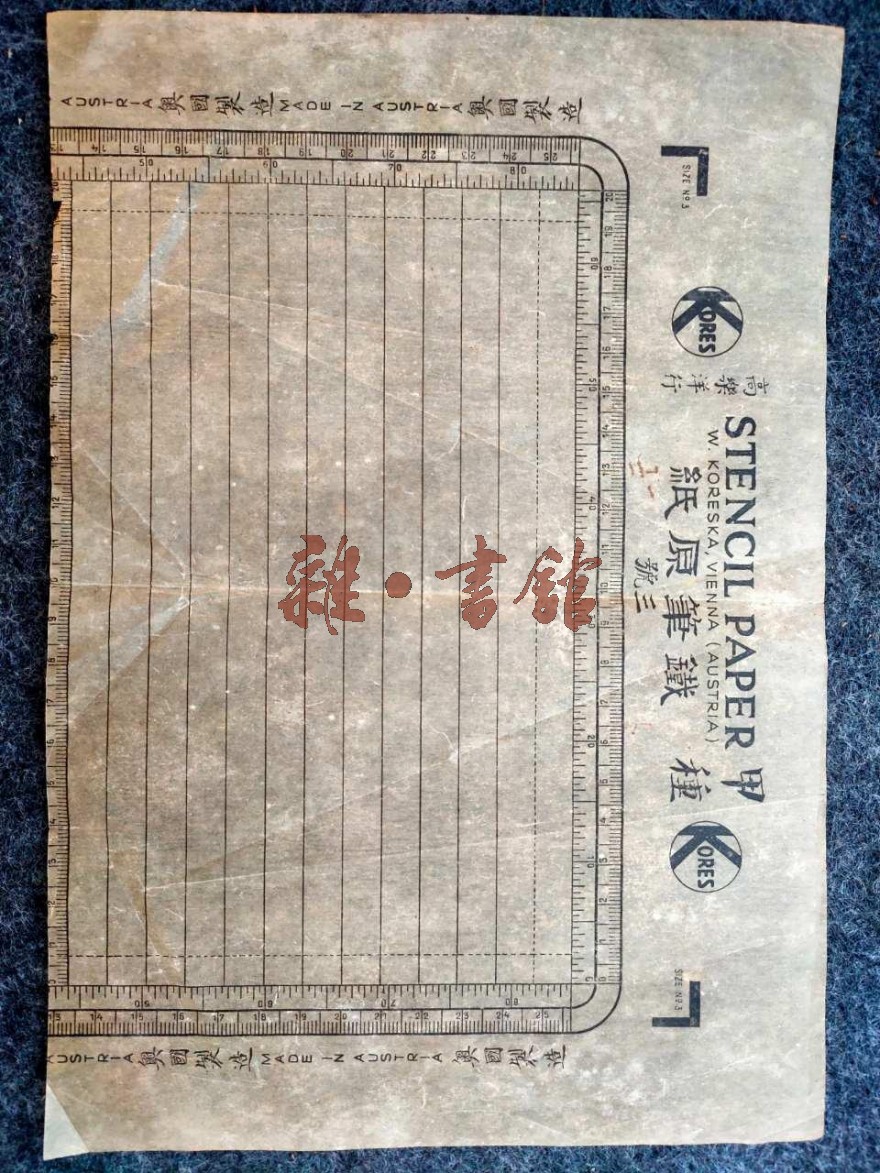 SIZE Nº 3
KORES
高樂洋行
STENCIL PAPER
W. KORESKA, VIENNA (AUSTRIA)
甲種
鐵筆原紙
三號
KORES
SIZE Nº 3
AUSTRIA 奧國製造 MADE IN AUSTRIA 奧國製造
AUSTRIA 奧國製造 MADE IN AUSTRIA 奧國製造
雜·書館